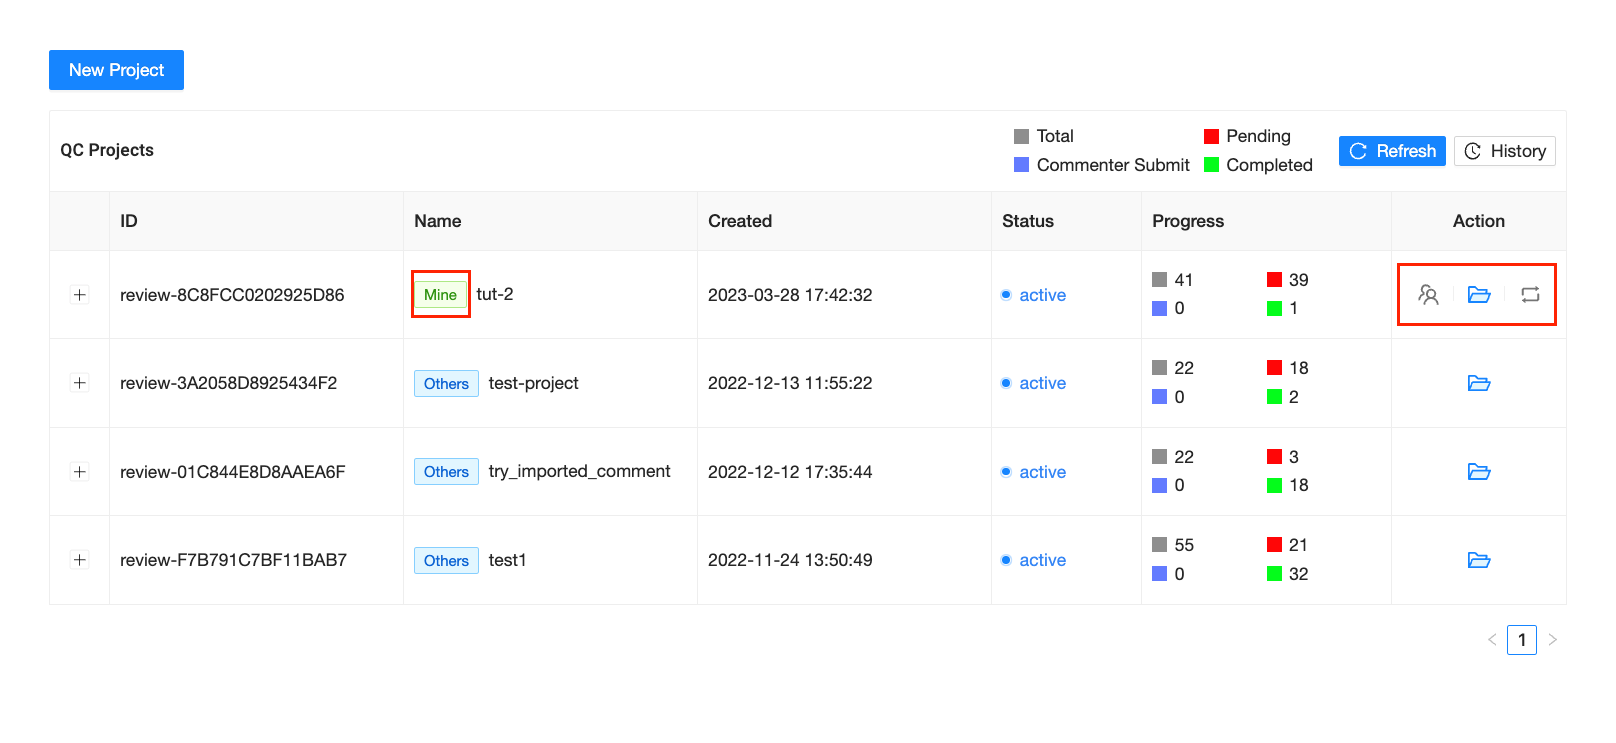 New Project
QC Projects
Total Pending
Commenter Submit Completed
Refresh History
ID Name Created Status Progress Action
review-8C8FCC0202925D86 Mine tut-2 2023-03-28 17:42:32 active
41 39
0 1
review-3A2058D8925434F2 Others test-project 2022-12-13 11:55:22 active
22 18
0 2
review-01C844E8D8AAEA6F Others try_imported_comment 2022-12-12 17:35:44 active
22 3
0 18
review-F7B791C7BF11BAB7 Others test1 2022-11-24 13:50:49 active
55 21
0 32
1